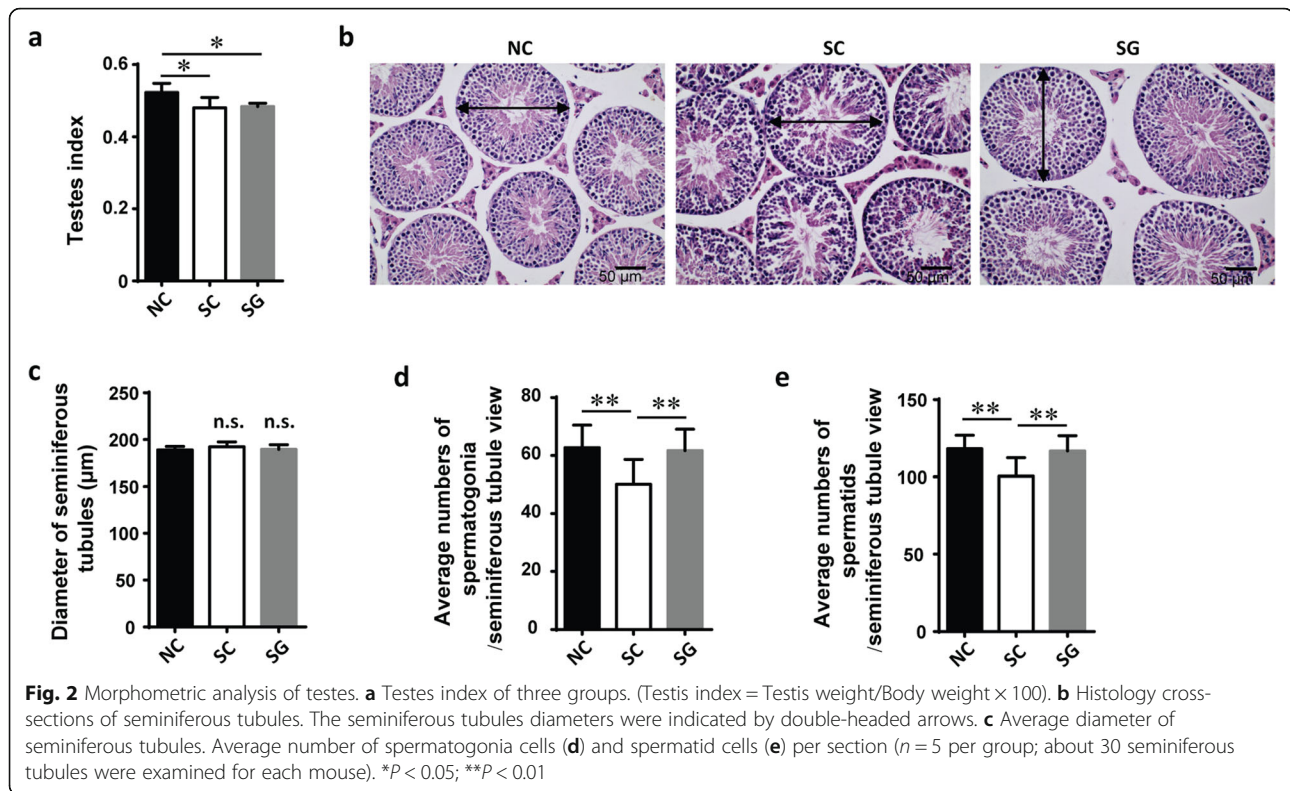 a
*
*
0.6
0.4
0.2
0
Testes index
NC
SC
SG
b
NC
SC
SG
50 µm
50 µm
50 µm
c
250
200
150
100
50
0
Diameter of seminiferous
tubules (µm)
n.s.
n.s.
NC
SC
SG
d
80
60
40
20
0
Average numbers of
spermatogonia
/seminiferous tubule view
**
**
NC
SC
SG
e
150
100
50
0
Average numbers of
spermatids
/seminiferous tubule view
**
**
NC
SC
SG
Fig. 2 Morphometric analysis of testes. a Testes index of three groups. (Testis index = Testis weight/Body weight × 100). b Histology cross-
sections of seminiferous tubules. The seminiferous tubules diameters were indicated by double-headed arrows. c Average diameter of
seminiferous tubules. Average number of spermatogonia cells (d) and spermatid cells (e) per section (n = 5 per group; about 30 seminiferous
tubules were examined for each mouse). *P < 0.05; **P < 0.01